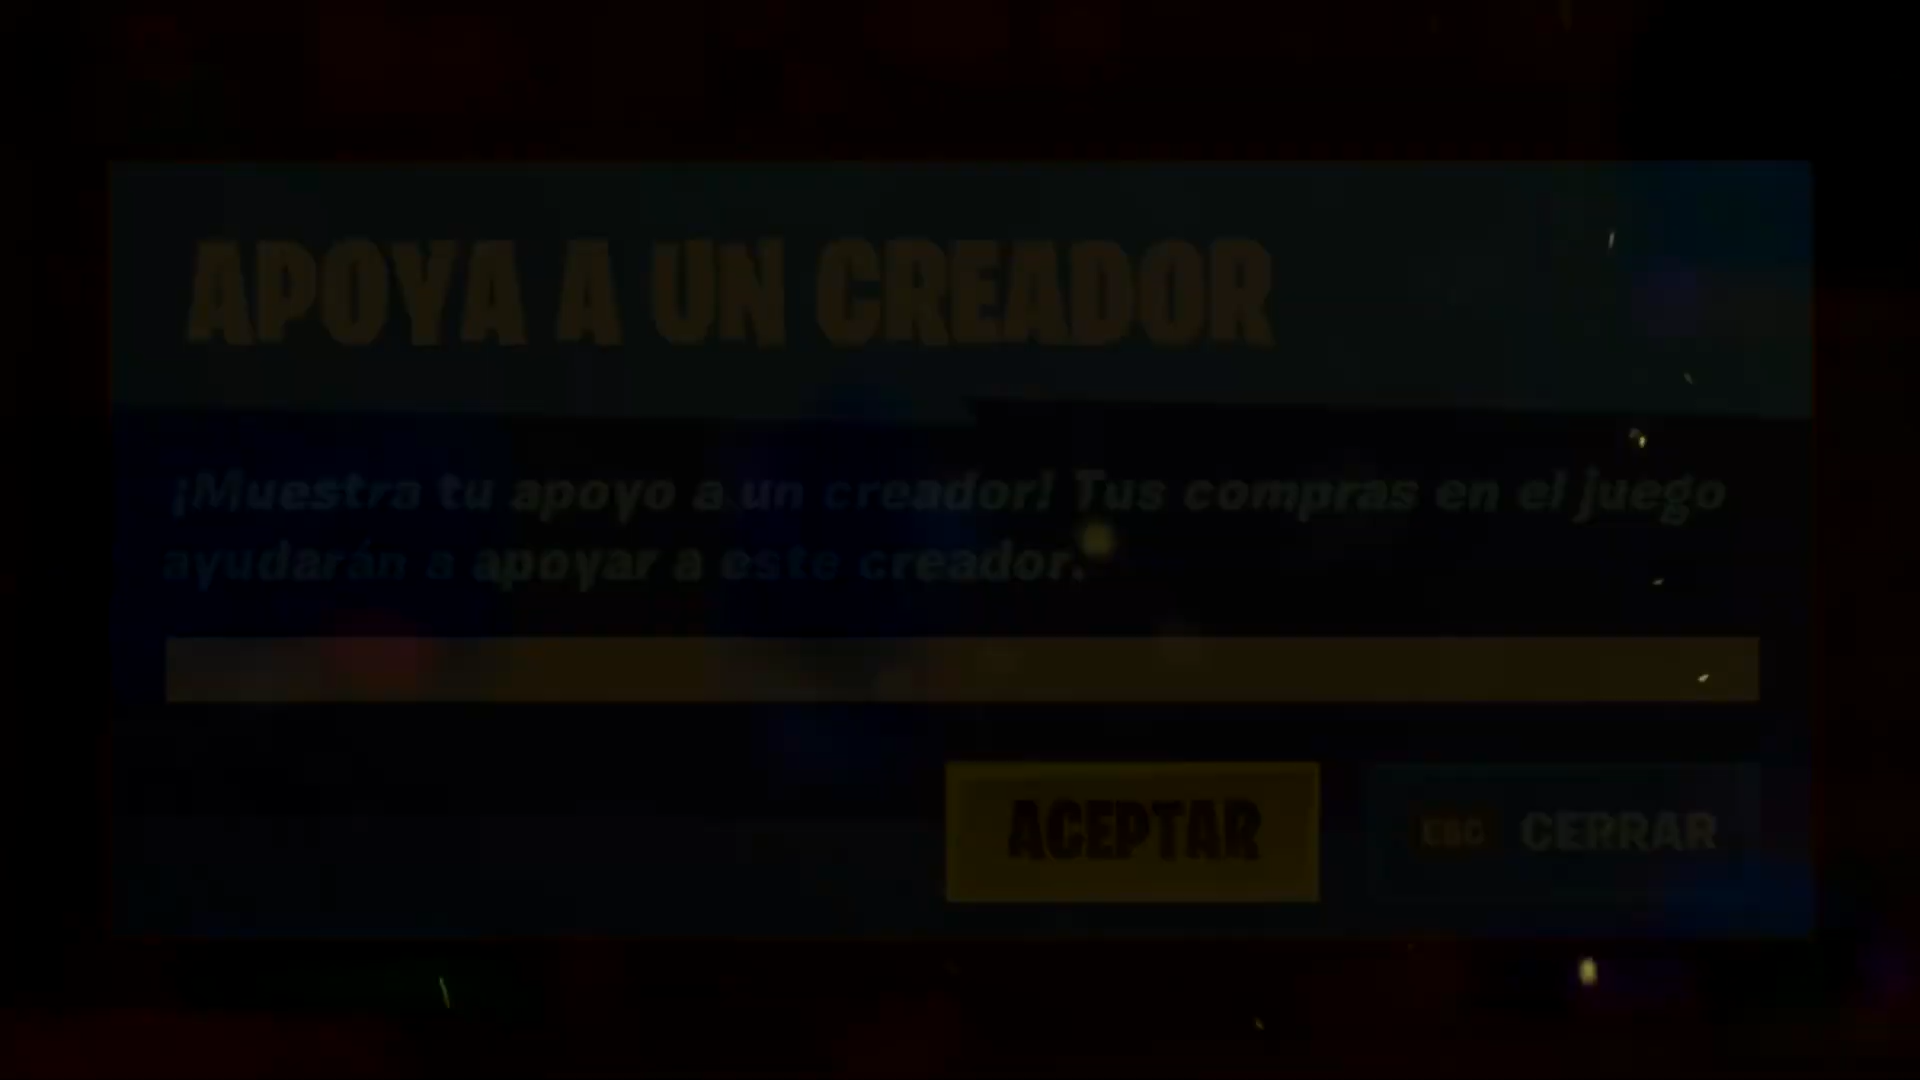 APOYA A UN CREADOR
¡Muestra tu apoyo a un creador! Tus compras en el juego
ayudarán a apoyar a este creador.
ACEPTAR
ESC CERRAR